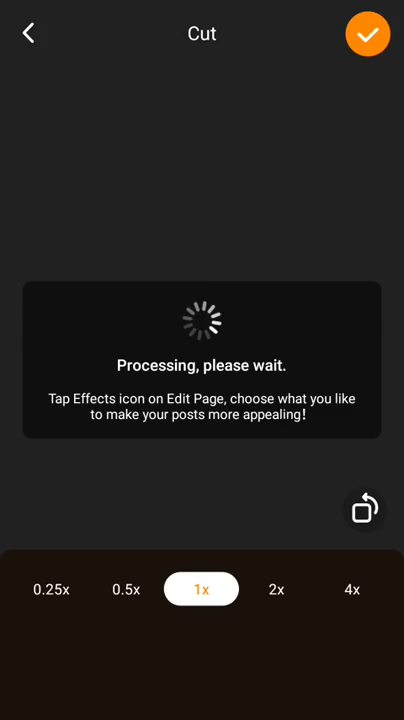 Cut
Processing, please wait.
Tap Effects icon on Edit Page, choose what you like
to make your posts more appealing!
0.25x
0.5x
1x
2x
4x